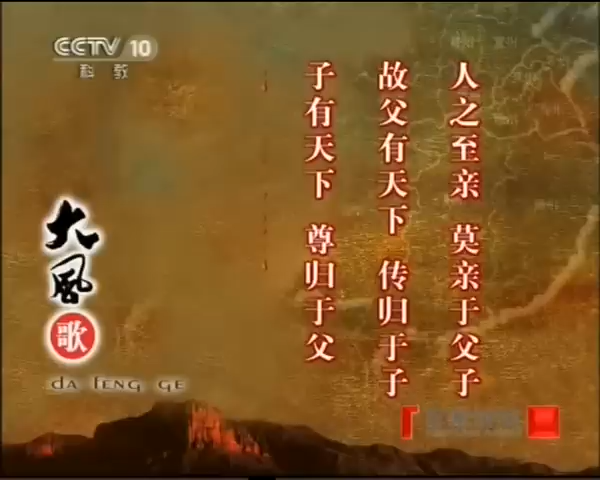 CCTV 10
科教
人之至亲 莫亲于父子
故父有天下 传归于子
子有天下 尊归于父
大风歌
da feng ge